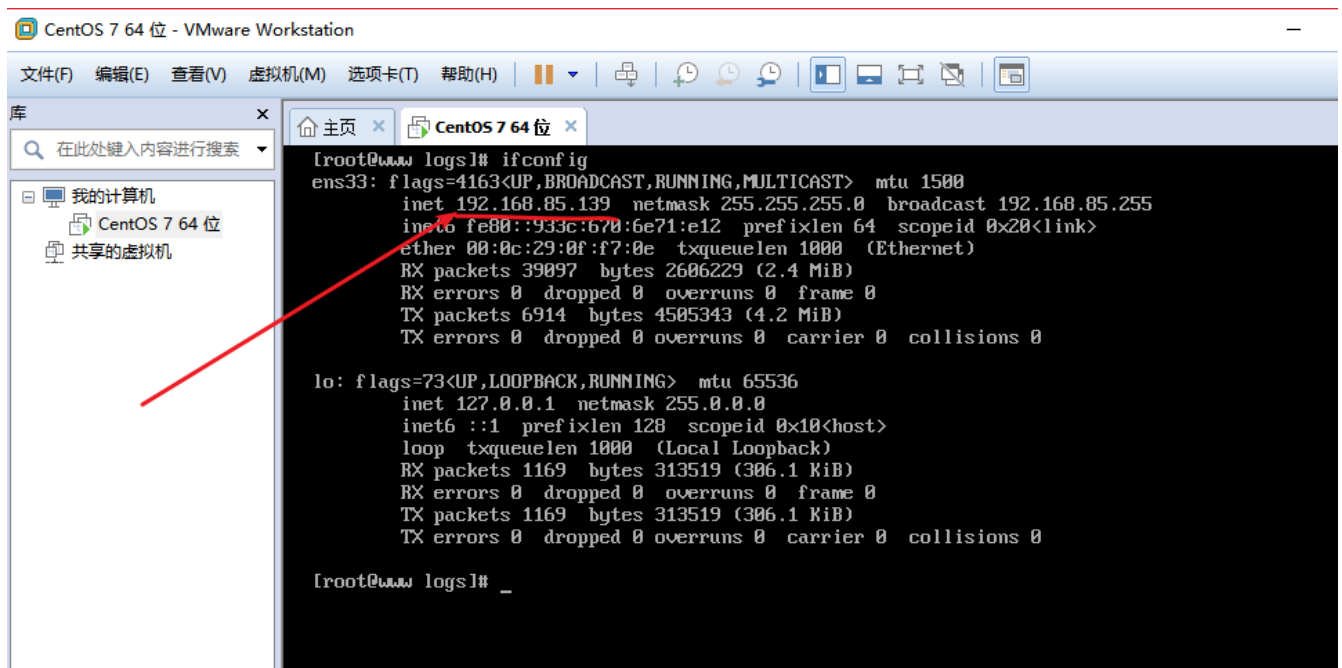 CentOS 7 64 位 - VMware Workstation
文件(F) 编辑(E) 查看(V) 虚拟机(M) 选项卡(T) 帮助(H)
库
在此处键入内容进行搜索
我的计算机
CentOS 7 64 位
共享的虚拟机
主页
CentOS 7 64 位
[root@www logs]# ifconfig
ens33: flags=4163<UP,BROADCAST,RUNNING,MULTICAST> mtu 1500
inet 192.168.85.139 netmask 255.255.255.0 broadcast 192.168.85.255
inet6 fe80::933c:670:6e71:e12 prefixlen 64 scopeid 0x20<link>
ether 00:0c:29:0f:f7:0e txqueuelen 1000 (Ethernet)
RX packets 39097 bytes 2606229 (2.4 MiB)
RX errors 0 dropped 0 overruns 0 frame 0
TX packets 6914 bytes 4505343 (4.2 MiB)
TX errors 0 dropped 0 overruns 0 carrier 0 collisions 0
lo: flags=73<UP,LOOPBACK,RUNNING> mtu 65536
inet 127.0.0.1 netmask 255.0.0.0
inet6 ::1 prefixlen 128 scopeid 0x10<host>
loop txqueuelen 1000 (Local Loopback)
RX packets 1169 bytes 313519 (306.1 KiB)
RX errors 0 dropped 0 overruns 0 frame 0
TX packets 1169 bytes 313519 (306.1 KiB)
TX errors 0 dropped 0 overruns 0 carrier 0 collisions 0
[root@www logs]# _